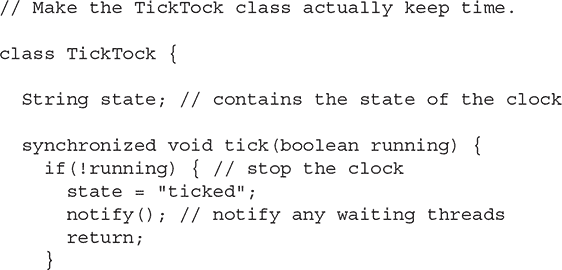 // Make the TickTock class actually keep time.
class TickTock {
String state; // contains the state of the clock
synchronized void tick(boolean running) {
if(!running) { // stop the clock
state = "ticked";
notify(); // notify any waiting threads
return;
}